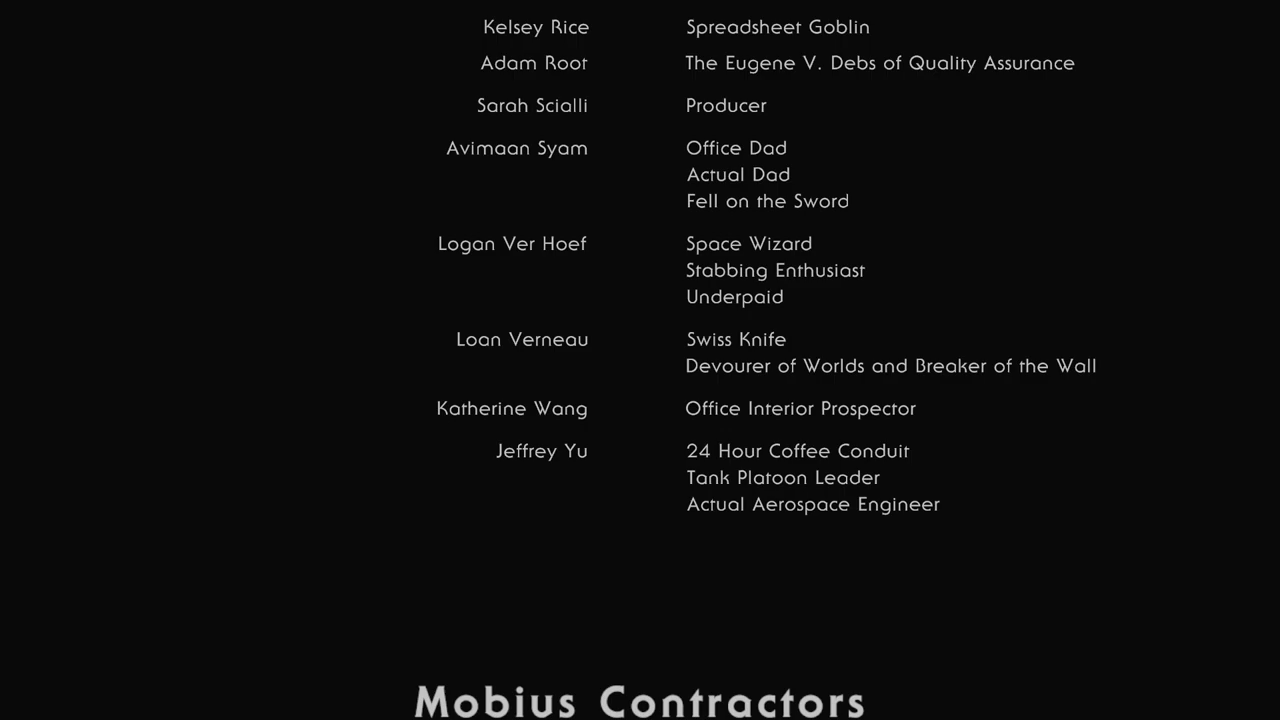 Kelsey Rice Spreadsheet Goblin
Adam Root The Eugene V. Debs of Quality Assurance
Sarah Scialli Producer
Avimaan Syam Office Dad
Actual Dad
Fell on the Sword
Logan Ver Hoef Space Wizard
Stabbing Enthusiast
Underpaid
Loan Verneau Swiss Knife
Devourer of Worlds and Breaker of the Wall
Katherine Wang Office Interior Prospector
Jeffrey Yu 24 Hour Coffee Conduit
Tank Platoon Leader
Actual Aerospace Engineer
Mobius Contractors